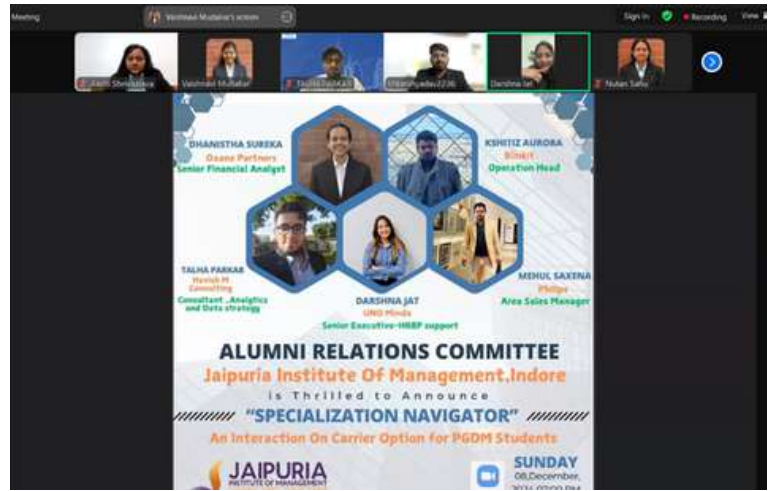 Meeting
Vaishnavi Mudaliar's screen
Sign in
Recording
View
Vaishnavi Mudaliar
TALHA PARKAR
Darshna Jat
Nutan Sahu
DHANISTHA SUREKA
Oaane Partners
Senior Financial Analyst
KSHITIZ AURORA
Blinkit
Operation Head
TALHA PARKAR
Havish M
Consulting
Consultant ,Analytics
and Data strategy
DARSHNA JAT
UNO Minda
Senior Executive-HRBP support
MEHUL SAXENA
Philips
Area Sales Manager
ALUMNI RELATIONS COMMITTEE
Jaipuria Institute Of Management,Indore
is Thrilled to Announce
"SPECIALIZATION NAVIGATOR"
An Interaction On Carrier Option for PGDM Students
JAIPURIA
INSTITUTE OF MANAGEMENT
SUNDAY
08,December,